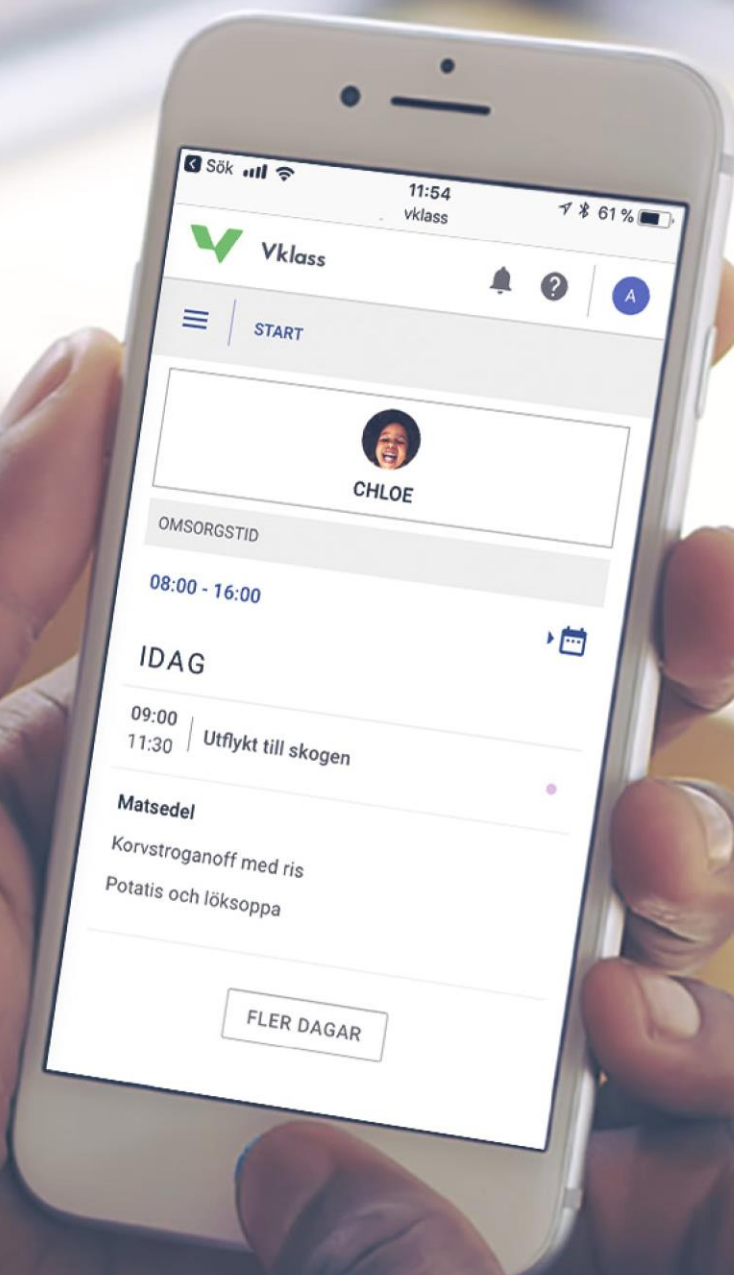 Sök
11:54
61 %
vklass
Vklass
A
START
CHLOE
OMSORGSTID
08:00 - 16:00
IDAG
09:00
11:30
Utflykt till skogen
Matsedel
Korvstroganoff med ris
Potatis och löksoppa
FLER DAGAR